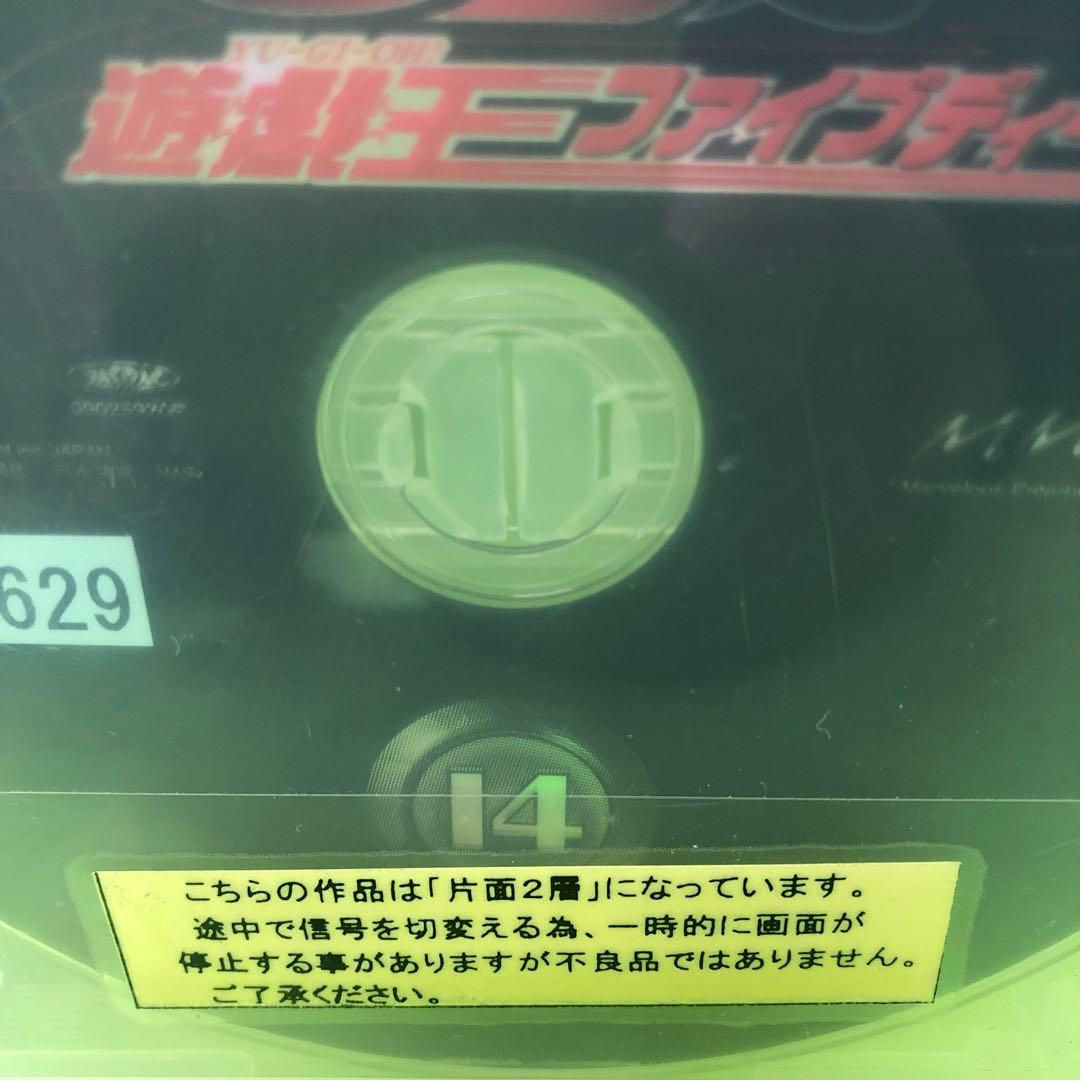 YU-GI-OH!
遊戯王ファイブディー
629
14
こちらの作品は「片面2層」になっています。
途中で信号を切変える為、一時的に画面が
停止する事がありますが不良品ではありません。
ご了承ください。